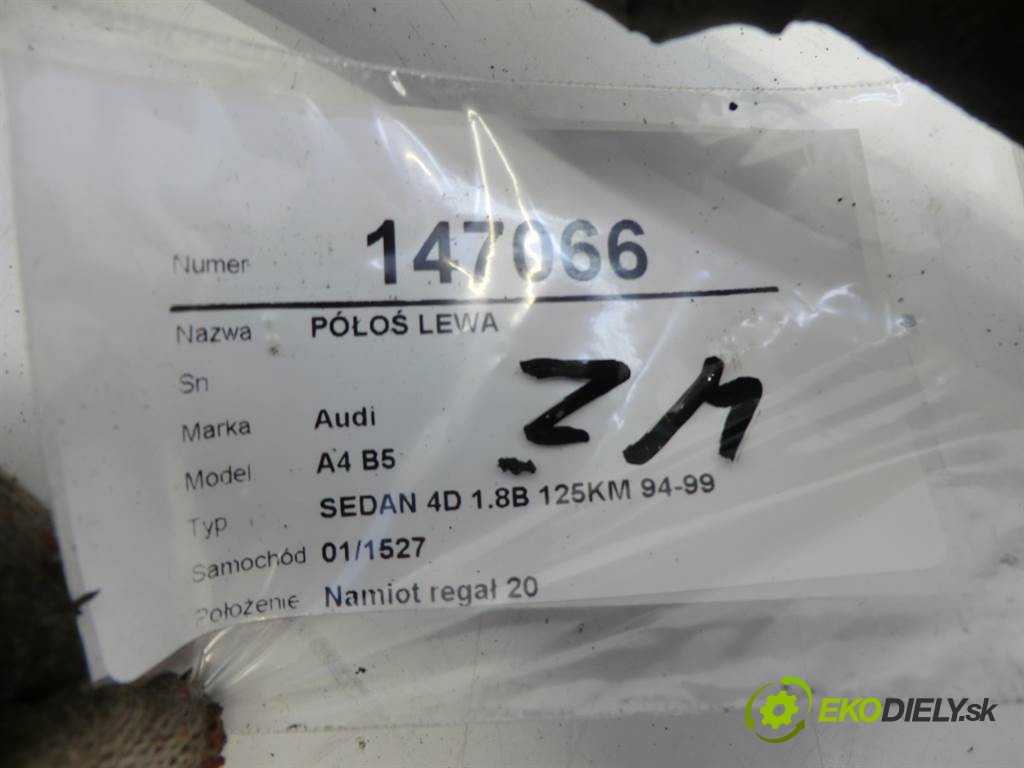 Numer 147066
Nazwa PÓŁOŚ LEWA
Sn
Marka Audi
Model A4 B5
Typ SEDAN 4D 1.8B 125KM 94-99
Samochód 01/1527
Położenie Namiot regał 20
ZM
EKODIELY.sk